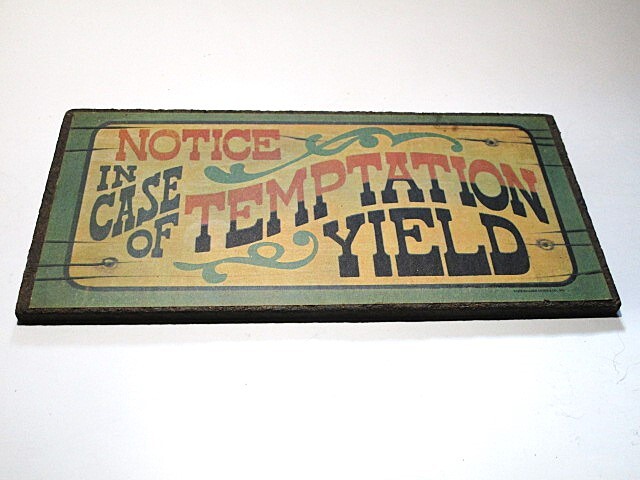 NOTICE
IN
CASE
OF
TEMPTATION
YIELD